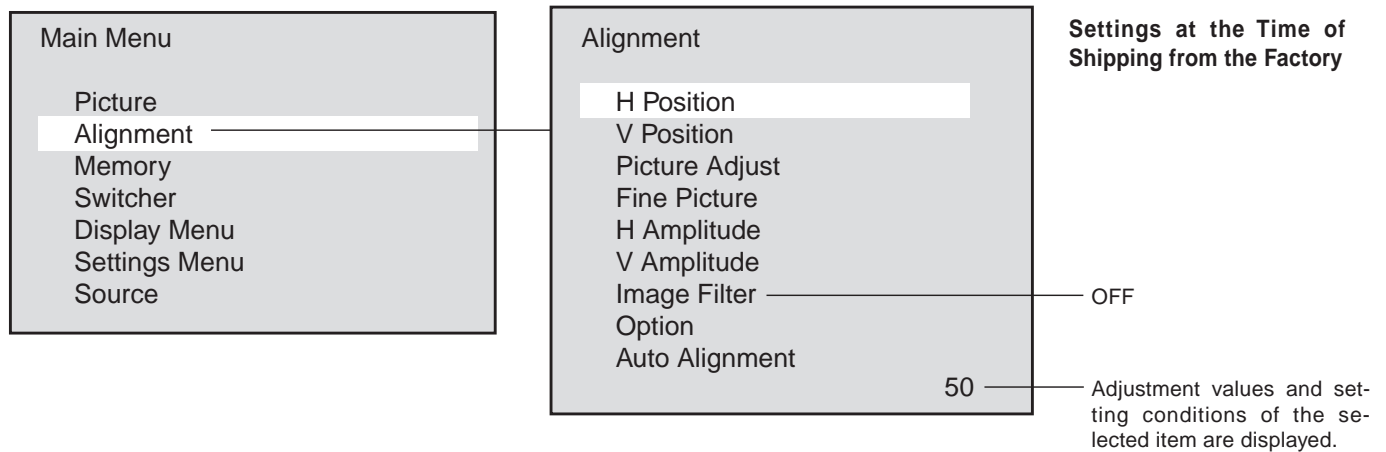 Main Menu
Picture
Alignment
Memory
Switcher
Display Menu
Settings Menu
Source
Alignment
H Position
V Position
Picture Adjust
Fine Picture
H Amplitude
V Amplitude
Image Filter
Option
Auto Alignment
50
Settings at the Time of
Shipping from the Factory
OFF
Adjustment values and set-
ting conditions of the se-
lected item are displayed.